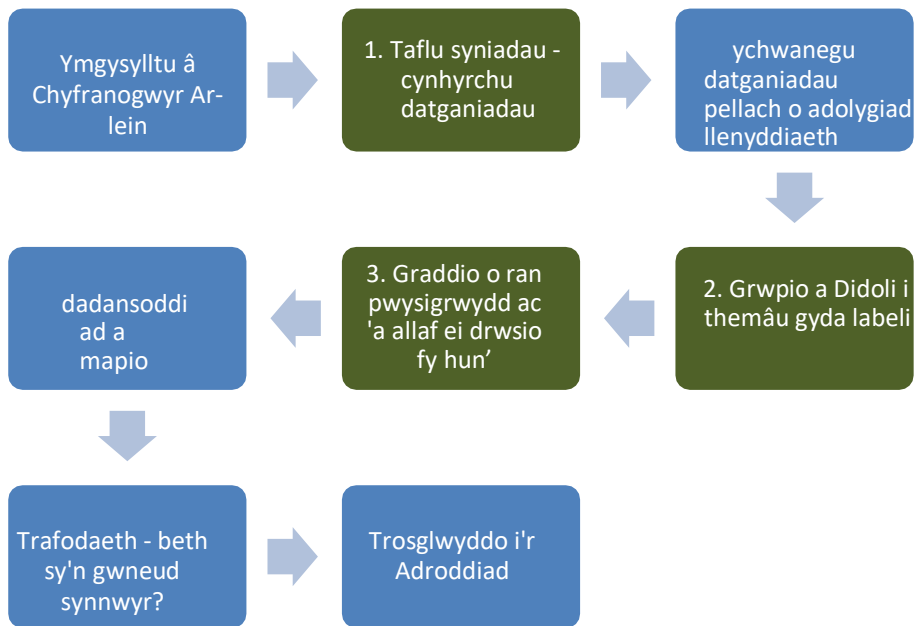 Ymgysylltu â
Chyfranogwyr Ar-
lein
1. Taflu syniadau -
cynhyrchu
datganiadau
ychwanegu
datganiadau
pellach o adolygiad
llenyddiaeth
2. Grwpio a Didoli i
themâu gyda labeli
3. Graddio o ran
pwysigrwydd ac
'a allaf ei drwsio
fy hun’
dadansoddi
ad a
mapio
Trafodaeth - beth
sy'n gwneud
synnwyr?
Trosglwyddo i'r
Adroddiad